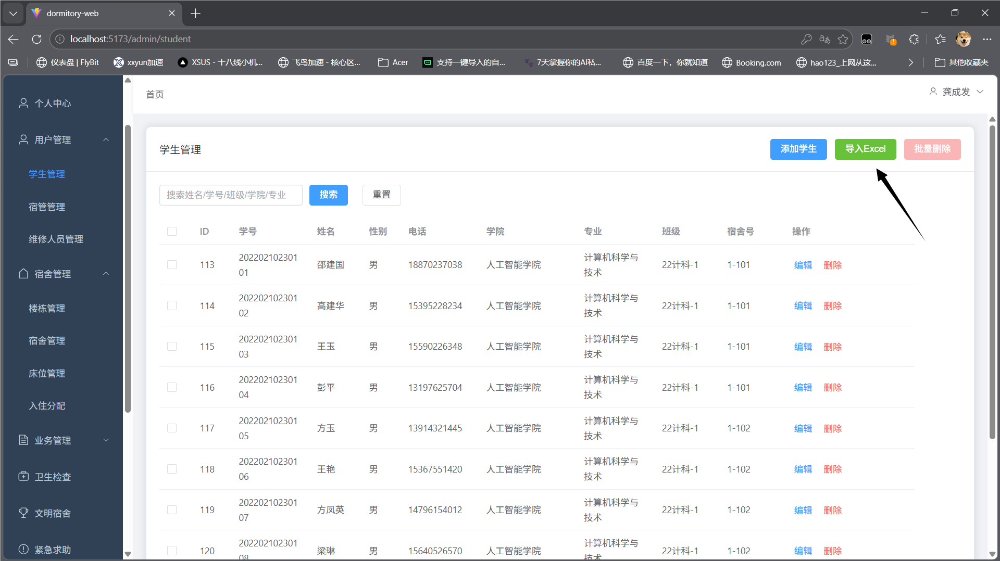 dormitory-web
localhost:5173/admin/student
仪表盘 | FlyBit
xxyun加速
XSUS - 十八线小机...
飞鸟加速 - 核心区...
Acer
支持一键导入的自...
7天掌握你的AI私...
百度一下，你就知道
Booking.com
hao123_上网从这...
其他收藏夹
个人中心
用户管理
学生管理
宿管管理
维修人员管理
宿舍管理
楼栋管理
宿舍管理
床位管理
入住分配
业务管理
卫生检查
文明宿舍
紧急求助
首页
龚成发
学生管理
添加学生 导入Excel 批量删除
搜索姓名/学号/班级/学院/专业 搜索 重置
ID 学号 姓名 性别 电话 学院 专业 班级 宿舍号 操作
113 202202102301 邵建国 男 18870237038 人工智能学院 计算机科学与 22计科-1 1-101 编辑 删除
01 技术
114 202202102301 高建华 男 15395228234 人工智能学院 计算机科学与 22计科-1 1-101 编辑 删除
02 技术
115 202202102301 王玉 男 15590226348 人工智能学院 计算机科学与 22计科-1 1-101 编辑 删除
03 技术
116 202202102301 彭平 男 13197625704 人工智能学院 计算机科学与 22计科-1 1-101 编辑 删除
04 技术
117 202202102301 方玉 男 13914321445 人工智能学院 计算机科学与 22计科-1 1-102 编辑 删除
05 技术
118 202202102301 王艳 男 15367551420 人工智能学院 计算机科学与 22计科-1 1-102 编辑 删除
06 技术
119 202202102301 方凤英 男 14796154012 人工智能学院 计算机科学与 22计科-1 1-102 编辑 删除
07 技术
120 202202102301 梁琳 男 15640526570 人工智能学院 计算机科学与 22计科-1 1-102 编辑 删除
08 技术